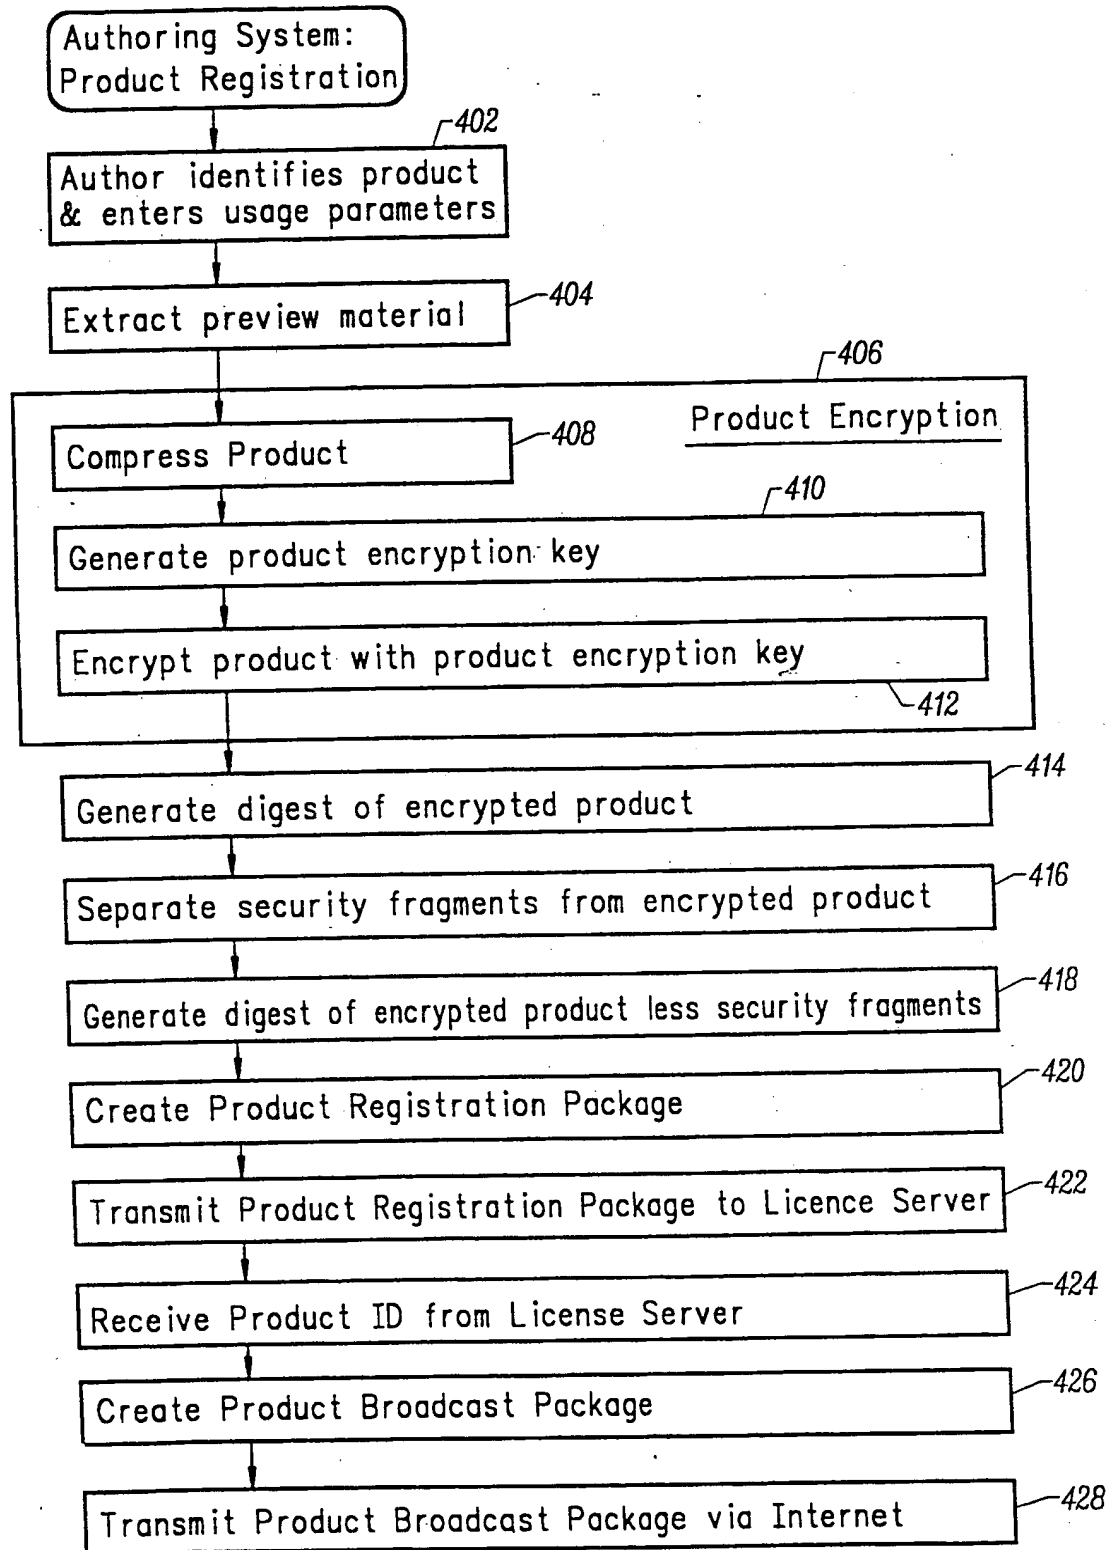 Authoring System:
Product Registration
402
Author identifies product
& enters usage parameters
404
Extract preview material
406
Product Encryption
408
Compress Product
410
Generate product encryption key
Encrypt product with product encryption key
412
414
Generate digest of encrypted product
416
Separate security fragments from encrypted product
418
Generate digest of encrypted product less security fragments
420
Create Product Registration Package
422
Transmit Product Registration Package to Licence Server
424
Receive Product ID from License Server
426
Create Product Broadcast Package
428
Transmit Product Broadcast Package via Internet